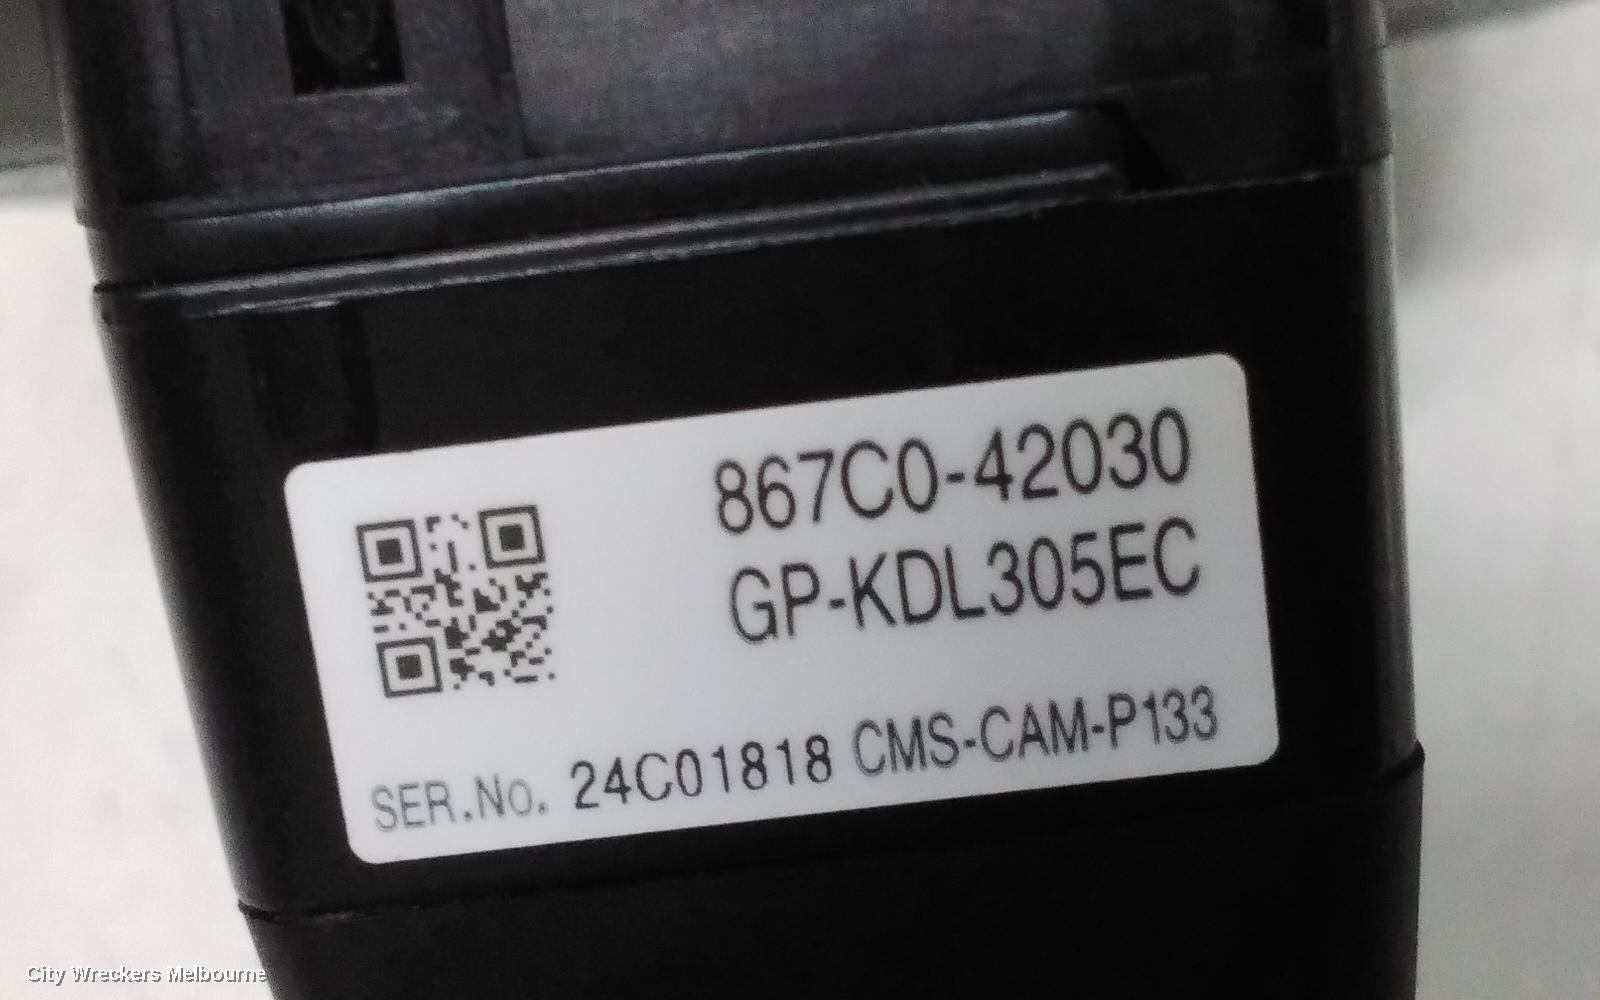 867C0-42030
GP-KDL305EC
SER.No. 24C01818 CMS-CAM-P133
City Wreckers Melbourne